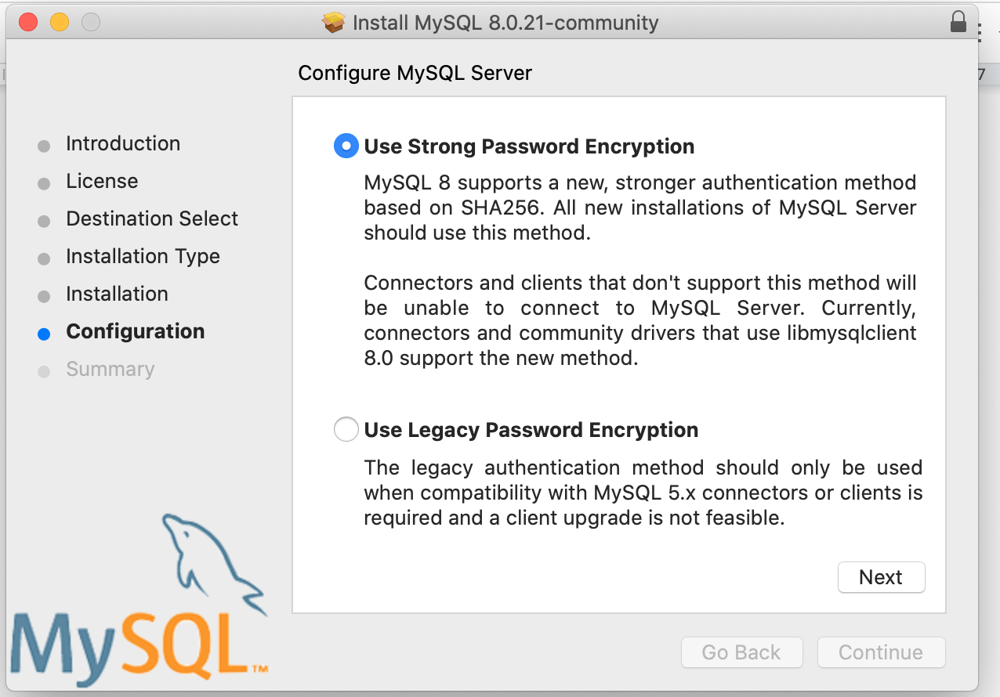 Install MySQL 8.0.21-community
7
Configure MySQL Server
Introduction
License
Destination Select
Installation Type
Installation
Configuration
Summary
Use Strong Password Encryption
MySQL 8 supports a new, stronger authentication method
based on SHA256. All new installations of MySQL Server
should use this method.
Connectors and clients that don't support this method will
be unable to connect to MySQL Server. Currently,
connectors and community drivers that use libmysqlclient
8.0 support the new method.
Use Legacy Password Encryption
The legacy authentication method should only be used
when compatibility with MySQL 5.x connectors or clients is
required and a client upgrade is not feasible.
Next
MySQL™
Go Back
Continue